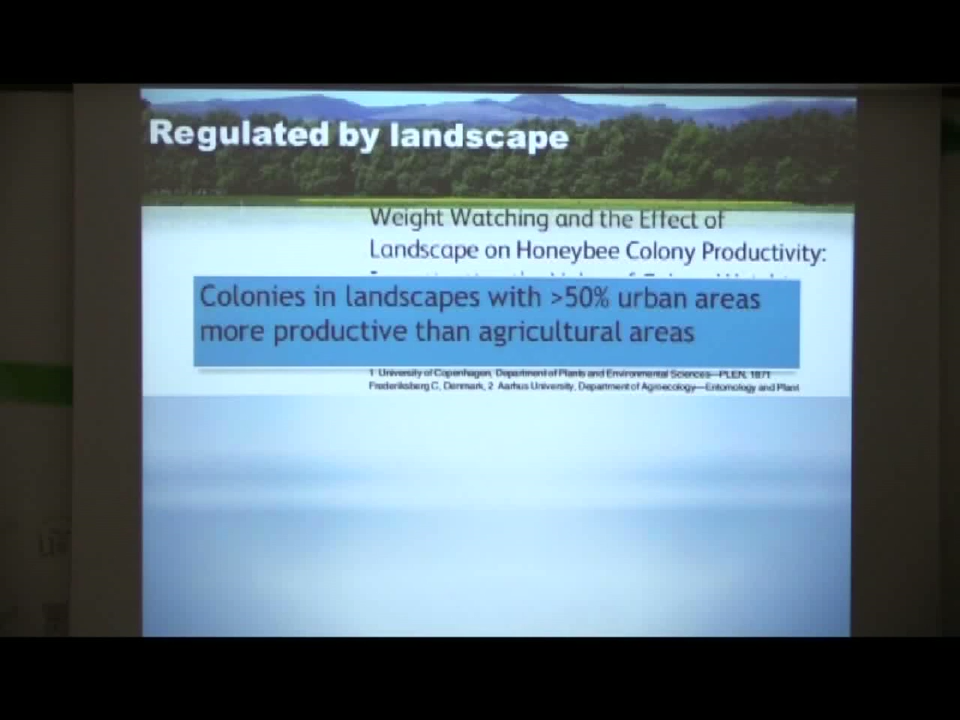 Regulated by landscape
Weight Watching and the Effect of
Landscape on Honeybee Colony Productivity:
Colonies in landscapes with >50% urban areas
more productive than agricultural areas
1 University of Copenhagen, Department of Plants and Environmental Sciences—PLEN, 1871
Frederiksberg C, Denmark, 2 Aarhus University, Department of Agroecology—Entomology and Plant